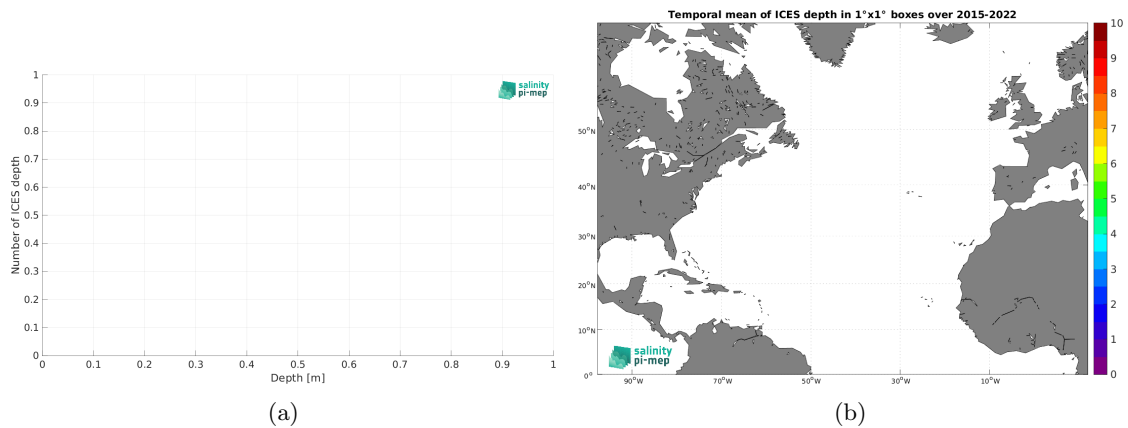 1
0.9
0.8
0.7
0.6
0.5
0.4
0.3
0.2
0.1
0
Number of ICES depth
0 0.1 0.2 0.3 0.4 0.5 0.6 0.7 0.8 0.9 1
Depth [m]
salinity
pi-mep
(a)
Temporal mean of ICES depth in 1°x1° boxes over 2015-2022
50°N
40°N
30°N
20°N
10°N
0°
90°W 70°W 50°W 30°W 10°W
salinity
pi-mep
10
9
8
7
6
5
4
3
2
1
0
(b)